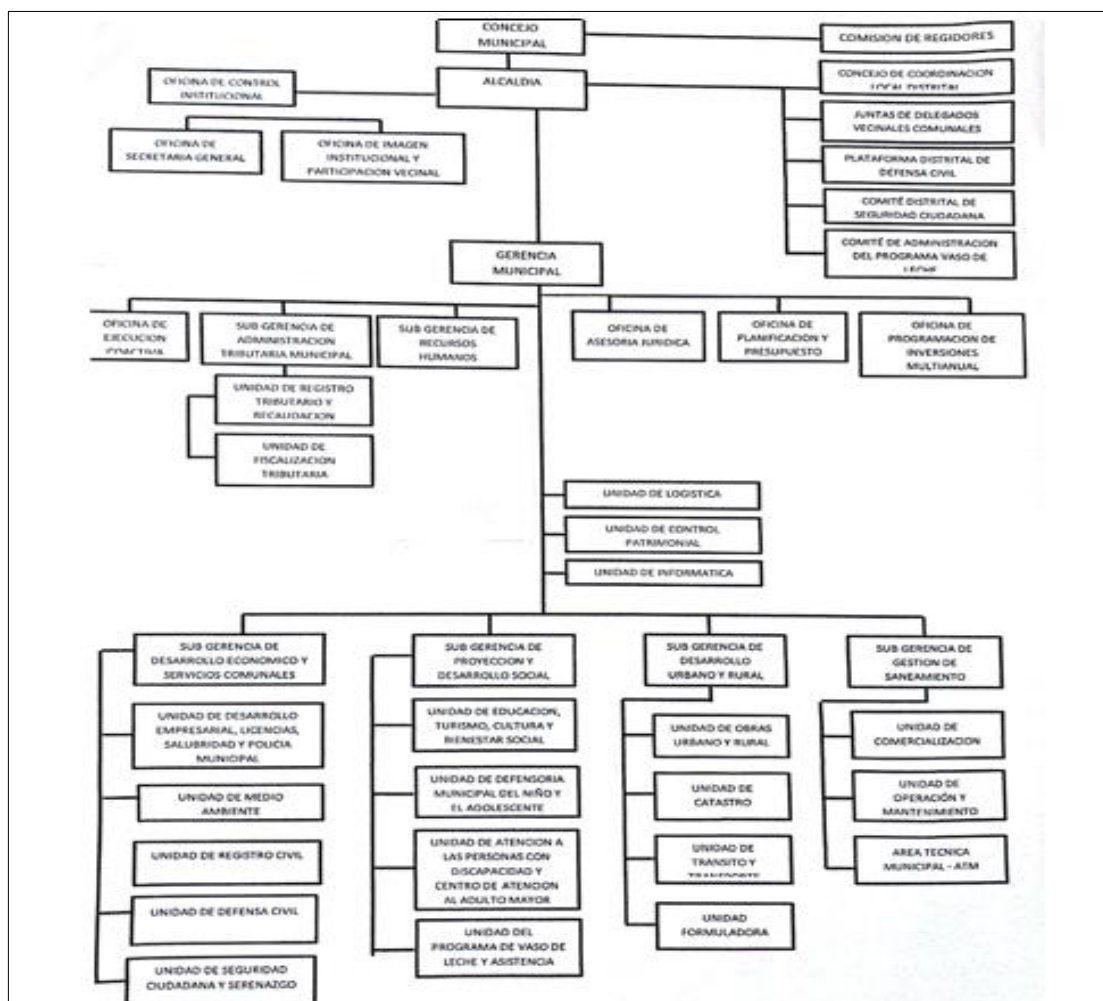 CONCEJO
MUNICIPAL
COMISION DE REGIDORES
ALCALDIA
CONCEJO DE COORDINACION
LOCAL DISTRITAL
OFICINA DE CONTROL
INSTITUCIONAL
JUNTAS DE DELEGADOS
VECINALES COMUNALES
OFICINA DE
SECRETARIA GENERAL
OFICINA DE IMAGEN
INSTITUCIONAL Y
PARTICIPACION VECINAL
PLATAFORMA DISTRITAL DE
DEFENSA CIVIL
COMITÉ DISTRITAL DE
SEGURIDAD CIUDADANA
COMITÉ DE ADMINISTRACION
DEL PROGRAMA VASO DE
LECHE
GERENCIA
MUNICIPAL
OFICINA DE
EJECUCION
COACTIVA
SUB GERENCIA DE
ADMINISTRACION
TRIBUTARIA MUNICIPAL
SUB GERENCIA DE
RECURSOS
HUMANOS
OFICINA DE
ASESORIA JURIDICA
OFICINA DE
PLANIFICACION Y
PRESUPUESTO
OFICINA DE
PROGRAMACION DE
INVERSIONES
MULTIANUAL
UNIDAD DE REGISTRO
TRIBUTARIO Y
RECAUDACION
UNIDAD DE
FISCALIZACION
TRIBUTARIA
UNIDAD DE LOGISTICA
UNIDAD DE CONTROL
PATRIMONIAL
UNIDAD DE INFORMATICA
SUB GERENCIA DE
DESARROLLO ECONOMICO Y
SERVICIOS COMUNALES
UNIDAD DE DESARROLLO
EMPRESARIAL, LICENCIAS,
SALUBRIDAD Y POLICIA
MUNICIPAL
UNIDAD DE MEDIO
AMBIENTE
UNIDAD DE REGISTRO CIVIL
UNIDAD DE DEFENSA CIVIL
UNIDAD DE SEGURIDAD
CIUDADANA Y SERENAZGO
SUB GERENCIA DE
PROYECCION Y
DESARROLLO SOCIAL
UNIDAD DE EDUCACION,
TURISMO, CULTURA Y
BIENESTAR SOCIAL
UNIDAD DE DEFENSORIA
MUNICIPAL DEL NIÑO Y
EL ADOLESCENTE
UNIDAD DE ATENCION A
LAS PERSONAS CON
DISCAPACIDAD Y
CENTRO DE ATENCION
AL ADULTO MAYOR
UNIDAD DEL
PROGRAMA DE VASO DE
LECHE Y ASISTENCIA
SUB GERENCIA DE
DESARROLLO
URBANO Y RURAL
UNIDAD DE OBRAS
URBANO Y RURAL
UNIDAD DE
CATASTRO
UNIDAD DE
TRANSITO Y
TRANSPORTE
UNIDAD
FORMULADORA
SUB GERENCIA DE
GESTION DE
SANEAMIENTO
UNIDAD DE
COMERCIALIZACION
UNIDAD DE
OPERACIÓN Y
MANTENIMIENTO
AREA TECNICA
MUNICIPAL - ATM